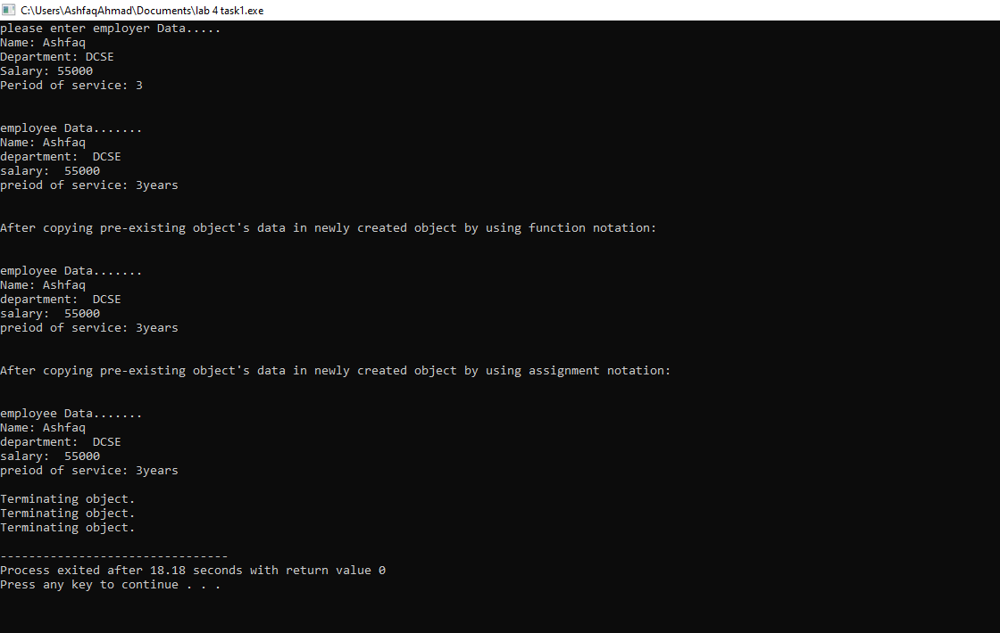 C:\Users\AshfaqAhmad\Documents\lab 4 task1.exe
please enter employer Data.....
Name: Ashfaq
Department: DCSE
Salary: 55000
Period of service: 3
employee Data.......
Name: Ashfaq
department:  DCSE
salary:  55000
preiod of service: 3years
After copying pre-existing object's data in newly created object by using function notation:
employee Data.......
Name: Ashfaq
department:  DCSE
salary:  55000
preiod of service: 3years
After copying pre-existing object's data in newly created object by using assignment notation:
employee Data.......
Name: Ashfaq
department:  DCSE
salary:  55000
preiod of service: 3years
Terminating object.
Terminating object.
Terminating object.
--------------------------------
Process exited after 18.18 seconds with return value 0
Press any key to continue . . .